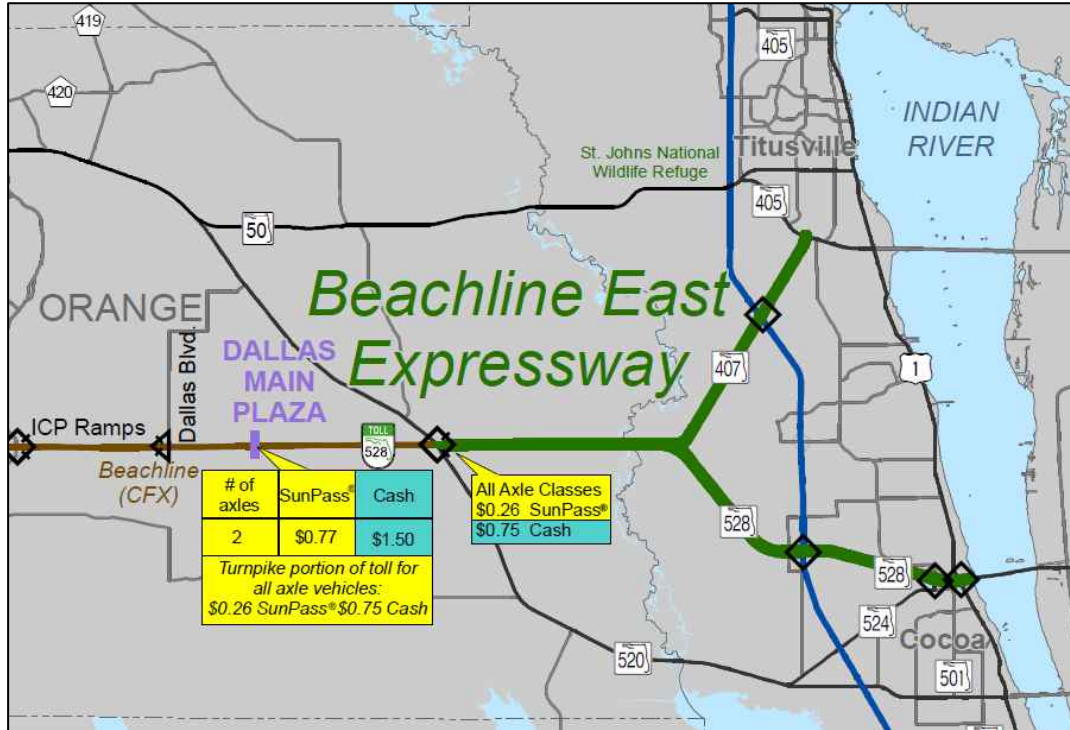 419
405
420
INDIAN
RIVER
Titusville
St. Johns National
Wildlife Refuge
405
50
Beachline East
Expressway
ORANGE
Dallas Blvd.
DALLAS
MAIN
PLAZA
407
1
ICP Ramps
TOLL
528
Beachline
(CFX)
# of
axles
SunPass®
Cash
2
$0.77
$1.50
Turnpike portion of toll for
all axle vehicles:
$0.26 SunPass® $0.75 Cash
All Axle Classes
$0.26 SunPass®
$0.75 Cash
528
528
524
Cocoa
520
501